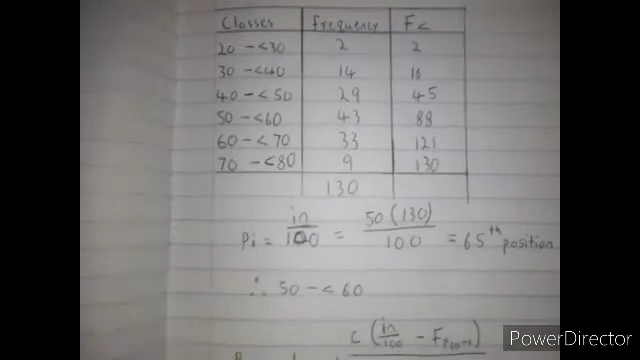 Classes Frequency F<
20 - <30 2 2
30 - <40 14 16
40 - <50 29 45
50 - <60 43 88
60 - <70 33 121
70 - <80 9 130
130
Pi = in/100 = 50(130)/100 = 65th position
∴ 50 - < 60
c (in/100 - F
PowerDirector